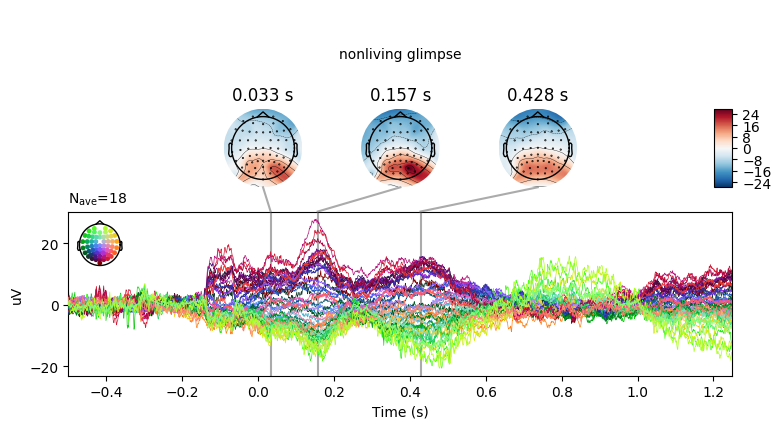 nonliving glimpse
0.033 s 0.157 s 0.428 s
24
16
8
0
−8
−16
−24
Nave=18
20
0
−20
uV
−0.4 −0.2 0.0 0.2 0.4 0.6 0.8 1.0 1.2
Time (s)